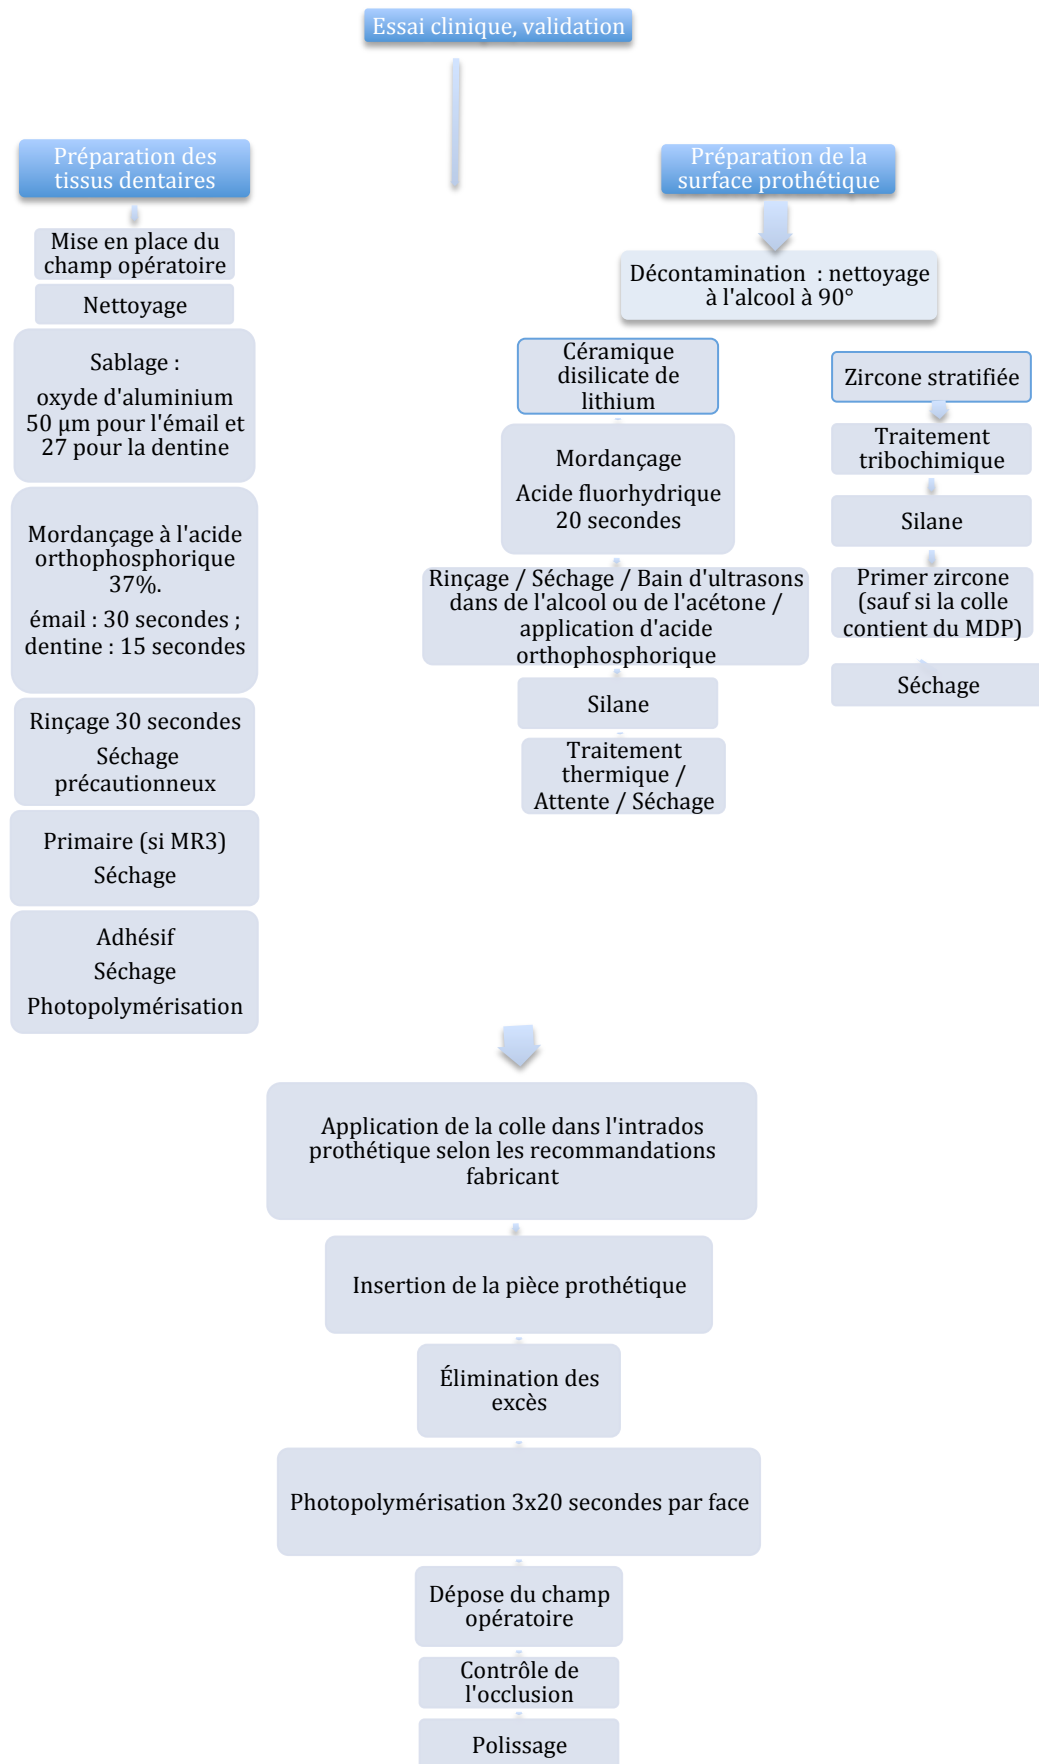 Essai clinique, validation
Préparation des
tissus dentaires
Mise en place du
champ opératoire
Nettoyage
Sablage :
oxyde d'aluminium
50 µm pour l'émail et
27 pour la dentine
Mordançage à l'acide
orthophosphorique
37%.
émail : 30 secondes ;
dentine : 15 secondes
Rinçage 30 secondes
Séchage
précautionneux
Primaire (si MR3)
Séchage
Adhésif
Séchage
Photopolymérisation
Préparation de la
surface prothétique
Décontamination : nettoyage
à l'alcool à 90°
Céramique
disilicate de
lithium
Mordançage
Acide fluorhydrique
20 secondes
Rinçage / Séchage / Bain d'ultrasons
dans de l'alcool ou de l'acétone /
application d'acide
orthophosphorique
Silane
Traitement
thermique /
Attente / Séchage
Zircone stratifiée
Traitement
tribochimique
Silane
Primer zircone
(sauf si la colle
contient du MDP)
Séchage
Application de la colle dans l'intrados
prothétique selon les recommandations
fabricant
Insertion de la pièce prothétique
Élimination des
excès
Photopolymérisation 3x20 secondes par face
Dépose du champ
opératoire
Contrôle de
l'occlusion
Polissage